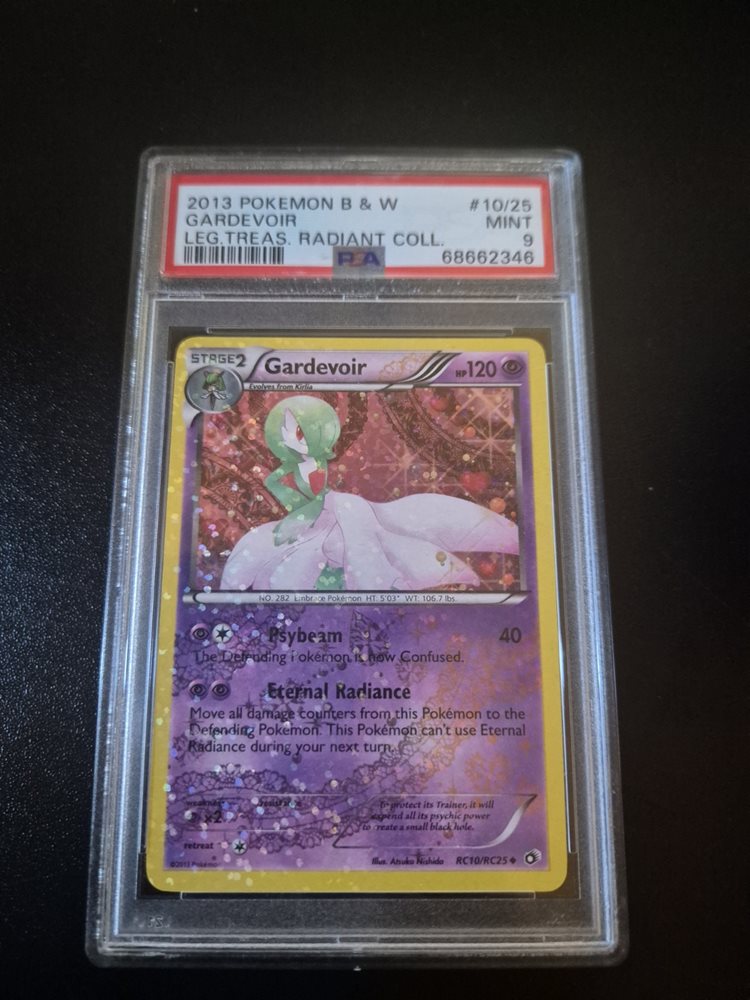 2013 POKEMON B & W #10/25
GARDEVOIR MINT
LEG.TREAS. RADIANT COLL. 9
PSA 68662346
STAGE2 Gardevoir HP120
Evolves from Kirlia
NO. 282 Embrace Pokémon HT: 5'03" WT: 106.7 lbs.
Psybeam 40
The Defending Pokémon is now Confused.
Eternal Radiance
Move all damage counters from this Pokémon to the
Defending Pokémon. This Pokémon can't use Eternal
Radiance during your next turn.
weakness resistance
×2
To protect its Trainer, it will
expend all its psychic power
to create a small black hole.
retreat
©2013 Pokémon Illus. Atsuko Nishida RC10/RC25